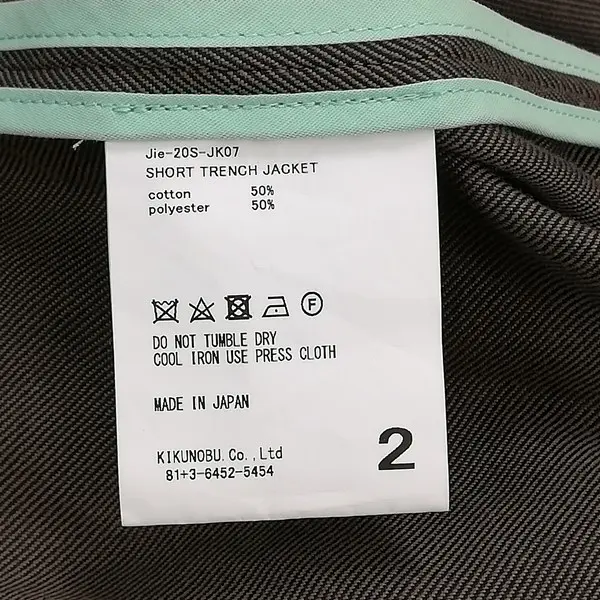 Jie-20S-JK07
SHORT TRENCH JACKET
cotton 50%
polyester 50%
F
DO NOT TUMBLE DRY
COOL IRON USE PRESS CLOTH
MADE IN JAPAN
KIKUNOBU.Co.,Ltd
81+3-6452-5454
2